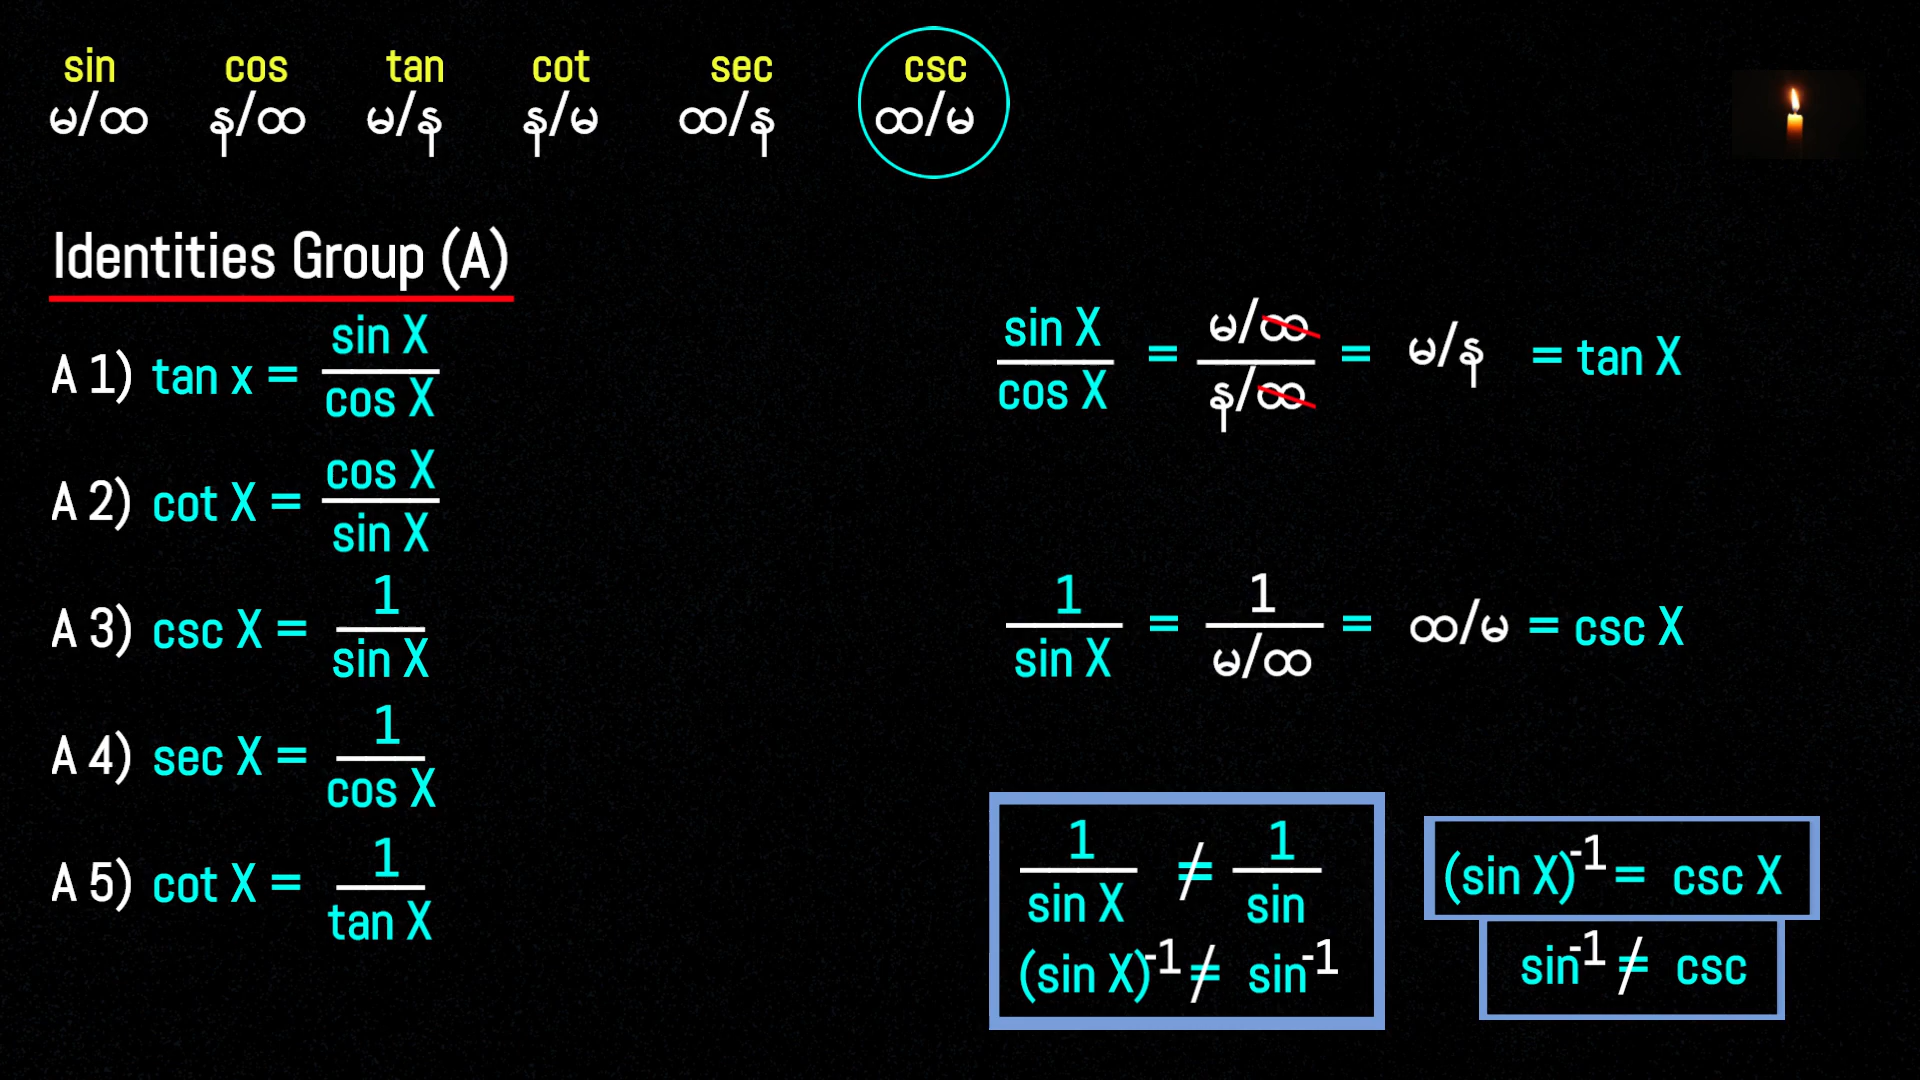 sin cos tan cot sec csc
မ/ထ န/ထ မ/န န/မ ထ/န ထ/မ
Identities Group (A)
A 1) tan x = sin X / cos X
A 2) cot X = cos X / sin X
A 3) csc X = 1 / sin X
A 4) sec X = 1 / cos X
A 5) cot X = 1 / tan X
sin X / cos X = မ/ထ / န/ထ = မ/န = tan X
1 / sin X = 1 / မ/ထ = ထ/မ = csc X
1 / sin X ≠ 1 / sin
(sin X)⁻¹ ≠ sin⁻¹
(sin X)⁻¹ = csc X
sin⁻¹ ≠ csc